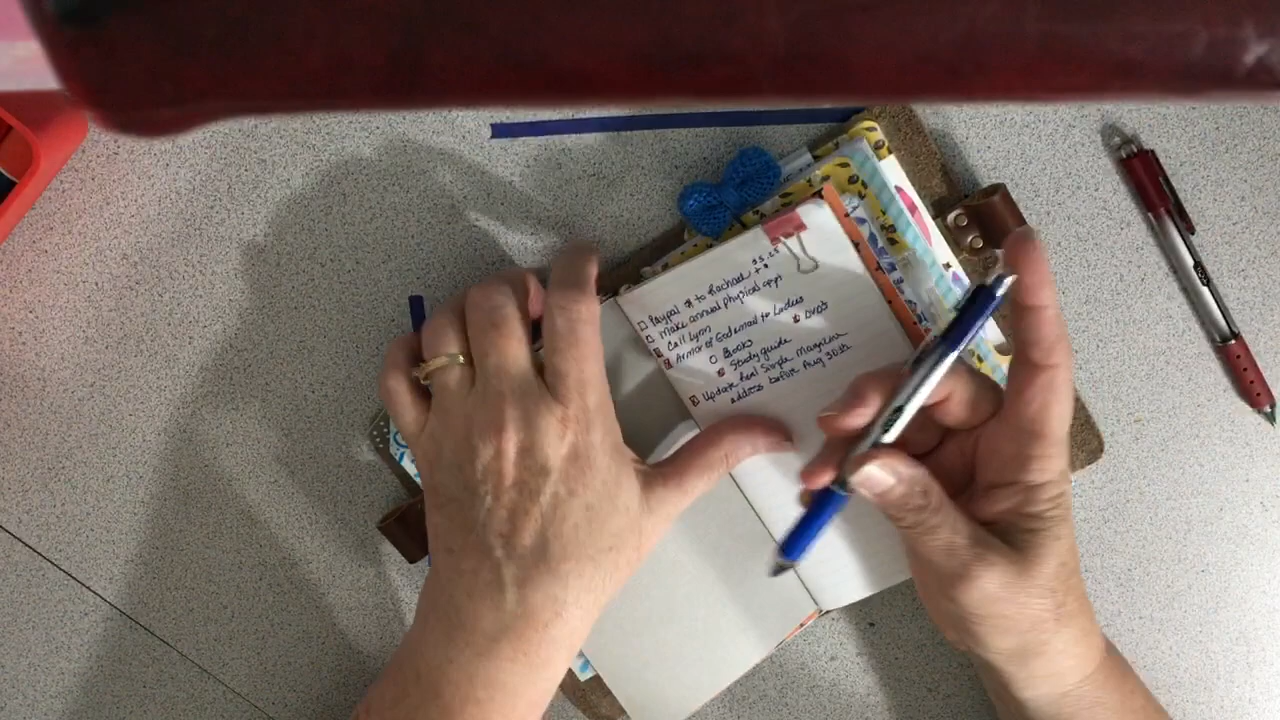 Paypal to Rachael
Make annual physical appt
Call Lynn
Armor of God email to Ladies
Books
DVDs
Study guide
Update Real Simple Magazine
address before Aug 30th